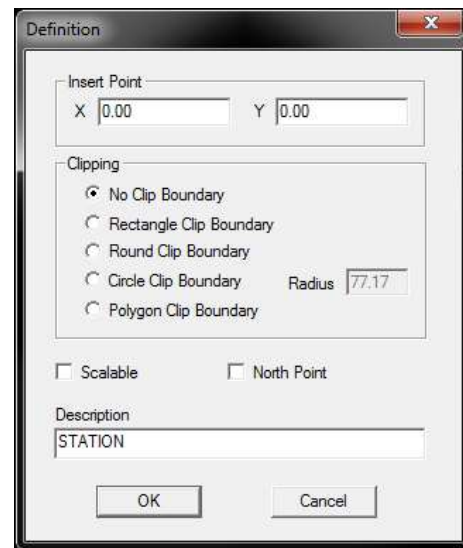 Definition
Insert Point
X 0.00 Y 0.00
Clipping
No Clip Boundary
Rectangle Clip Boundary
Round Clip Boundary
Circle Clip Boundary Radius 77.17
Polygon Clip Boundary
Scalable North Point
Description
STATION
OK Cancel